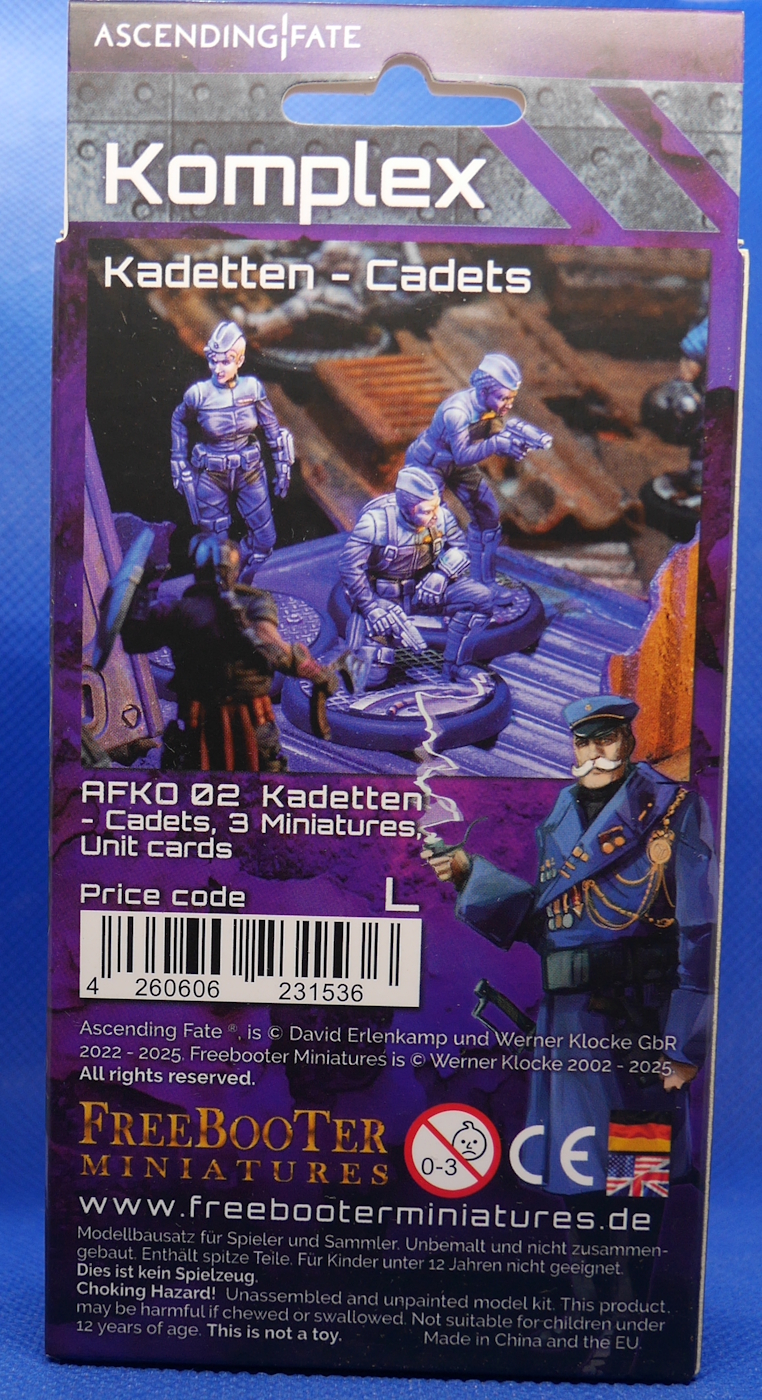 ASCENDING FATE
Komplex
Kadetten - Cadets
AFKO 02 Kadetten
- Cadets, 3 Miniatures,
Unit cards
Price code L
4 260606 231536
Ascending Fate ®, is © David Erlenkamp und Werner Klocke GbR
2022 - 2025. Freebooter Miniatures is © Werner Klocke 2002 - 2025.
All rights reserved.
FREEBOOTER
MINIATURES
0-3
CE
www.freebooterminiatures.de
Modellbausatz für Spieler und Sammler. Unbemalt und nicht zusammen-
gebaut. Enthält spitze Teile. Für Kinder unter 12 Jahren nicht geeignet.
Dies ist kein Spielzeug.
Choking Hazard! Unassembled and unpainted model kit. This product,
may be harmful if chewed or swallowed. Not suitable for children under
12 years of age. This is not a toy. Made in China and the EU.